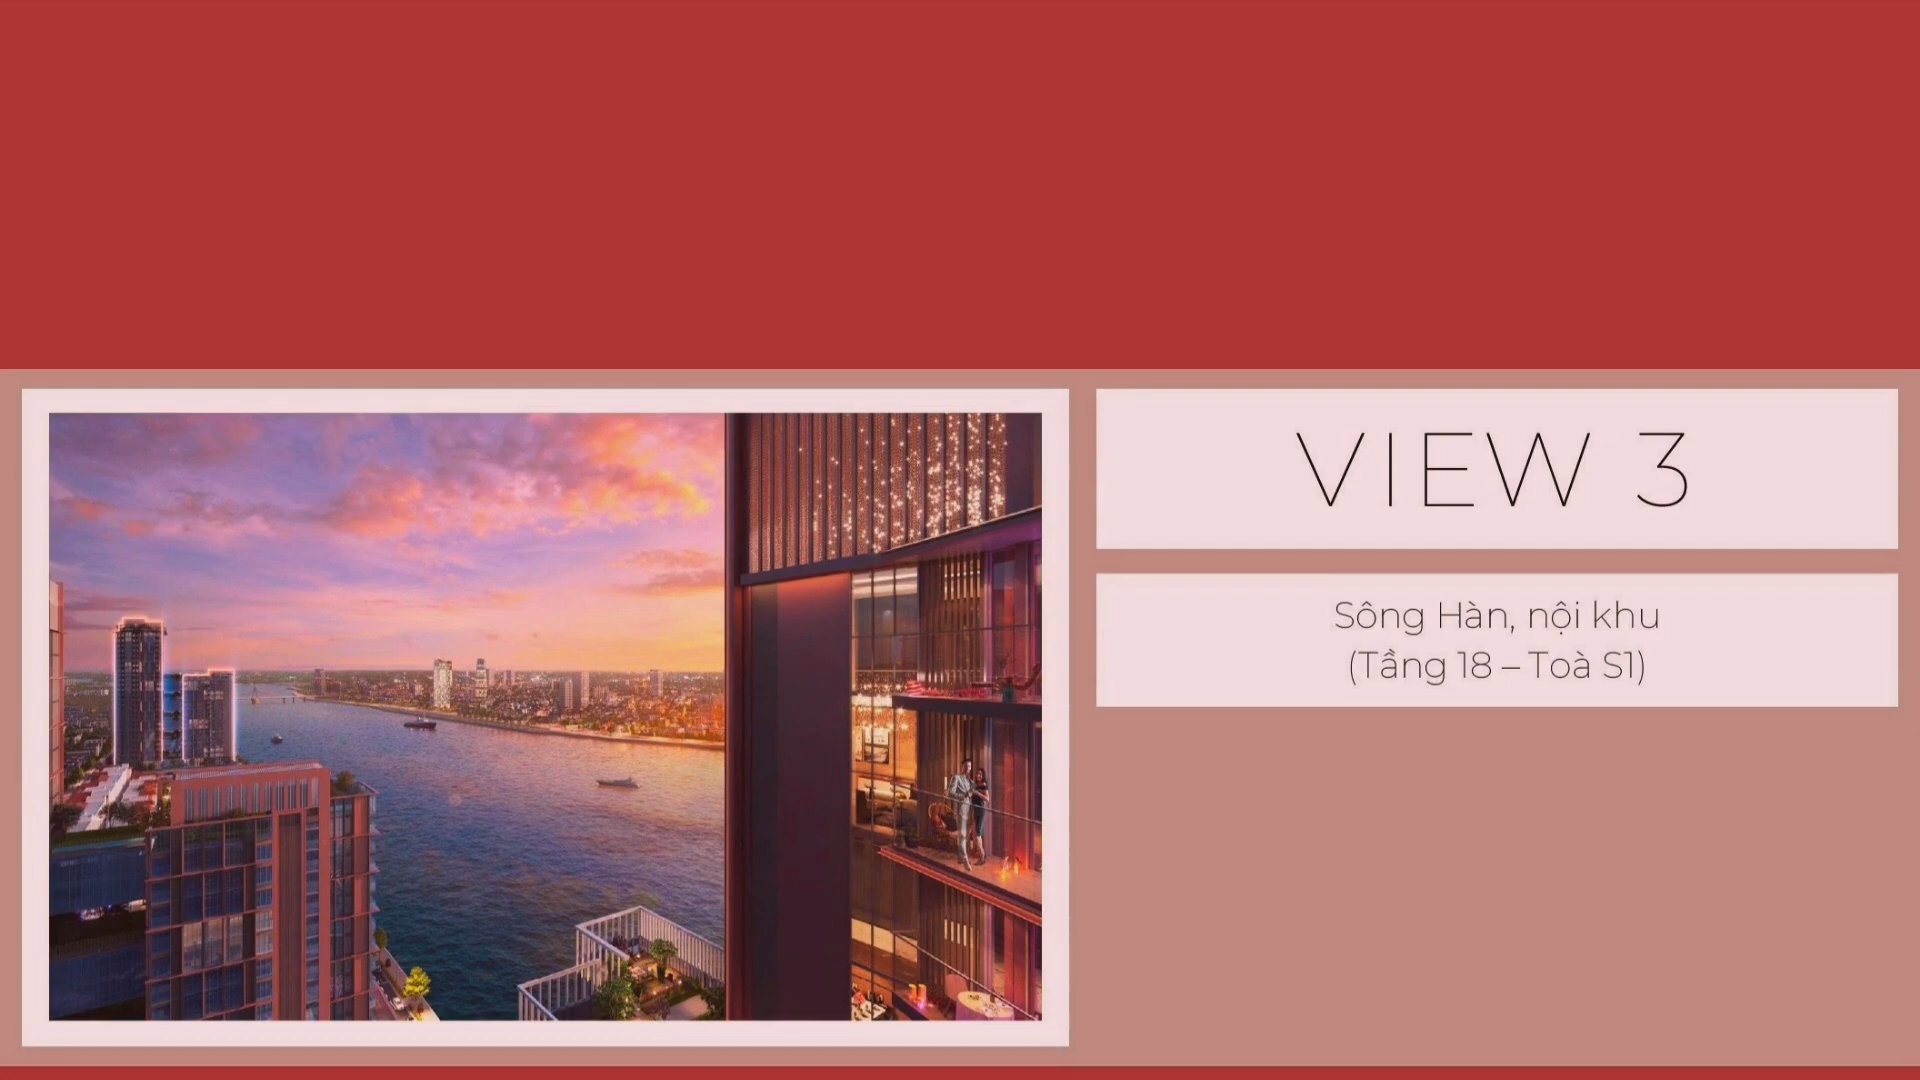 VIEW 3
Sông Hàn, nội khu
(Tầng 18 – Toà S1)